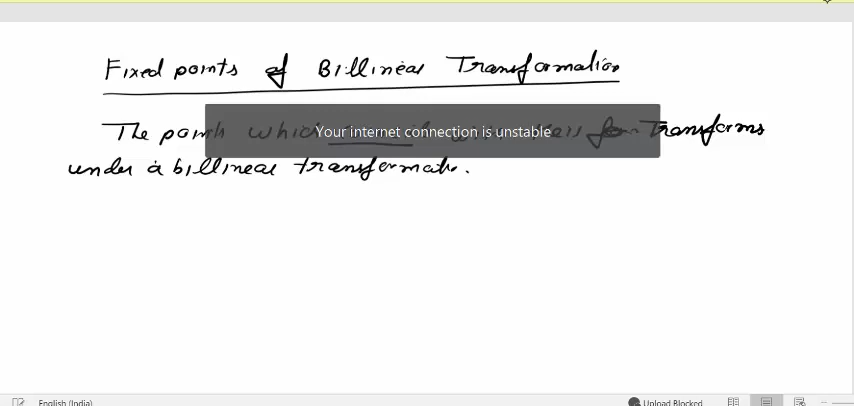 Fixed points of Billinear Transformation
The points which Transforms
Your internet connection is unstable
under a billinear transformatn.
English (India)
Upload Blocked